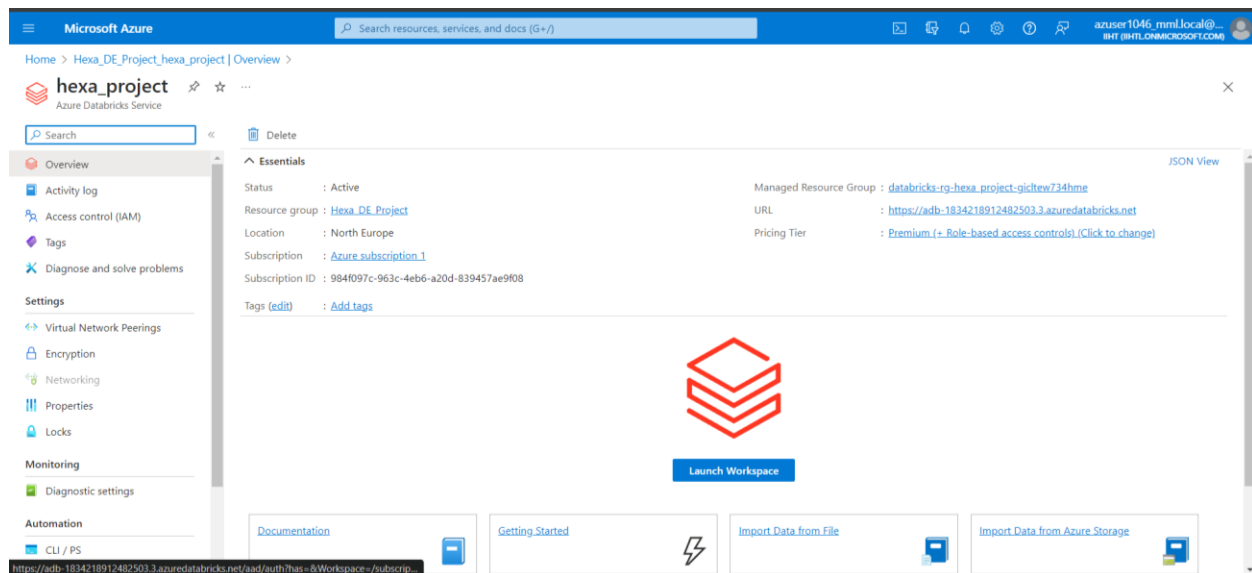 Microsoft Azure
Search resources, services, and docs (G+/)
azuser1046_mml.local@...
IIHT (IIHTL.ONMICROSOFT.COM)
Home > Hexa_DE_Project_hexa_project | Overview >
hexa_project
Azure Databricks Service
Search
Delete
Overview
Activity log
Access control (IAM)
Tags
Diagnose and solve problems
Settings
Virtual Network Peerings
Encryption
Networking
Properties
Locks
Monitoring
Diagnostic settings
Automation
CLI / PS
Essentials
JSON View
Status : Active
Resource group : Hexa_DE_Project
Location : North Europe
Subscription : Azure subscription 1
Subscription ID : 984f097c-963c-4eb6-a20d-839457ae9f08
Tags (edit) : Add tags
Managed Resource Group : databricks-rg-hexa_project-gicltew734hme
URL : https://adb-1834218912482503.3.azuredatabricks.net
Pricing Tier : Premium (+ Role-based access controls) (Click to change)
Launch Workspace
Documentation
Getting Started
Import Data from File
Import Data from Azure Storage
https://adb-1834218912482503.3.azuredatabricks.net/aad/auth?has=&Workspace=/subscrip...